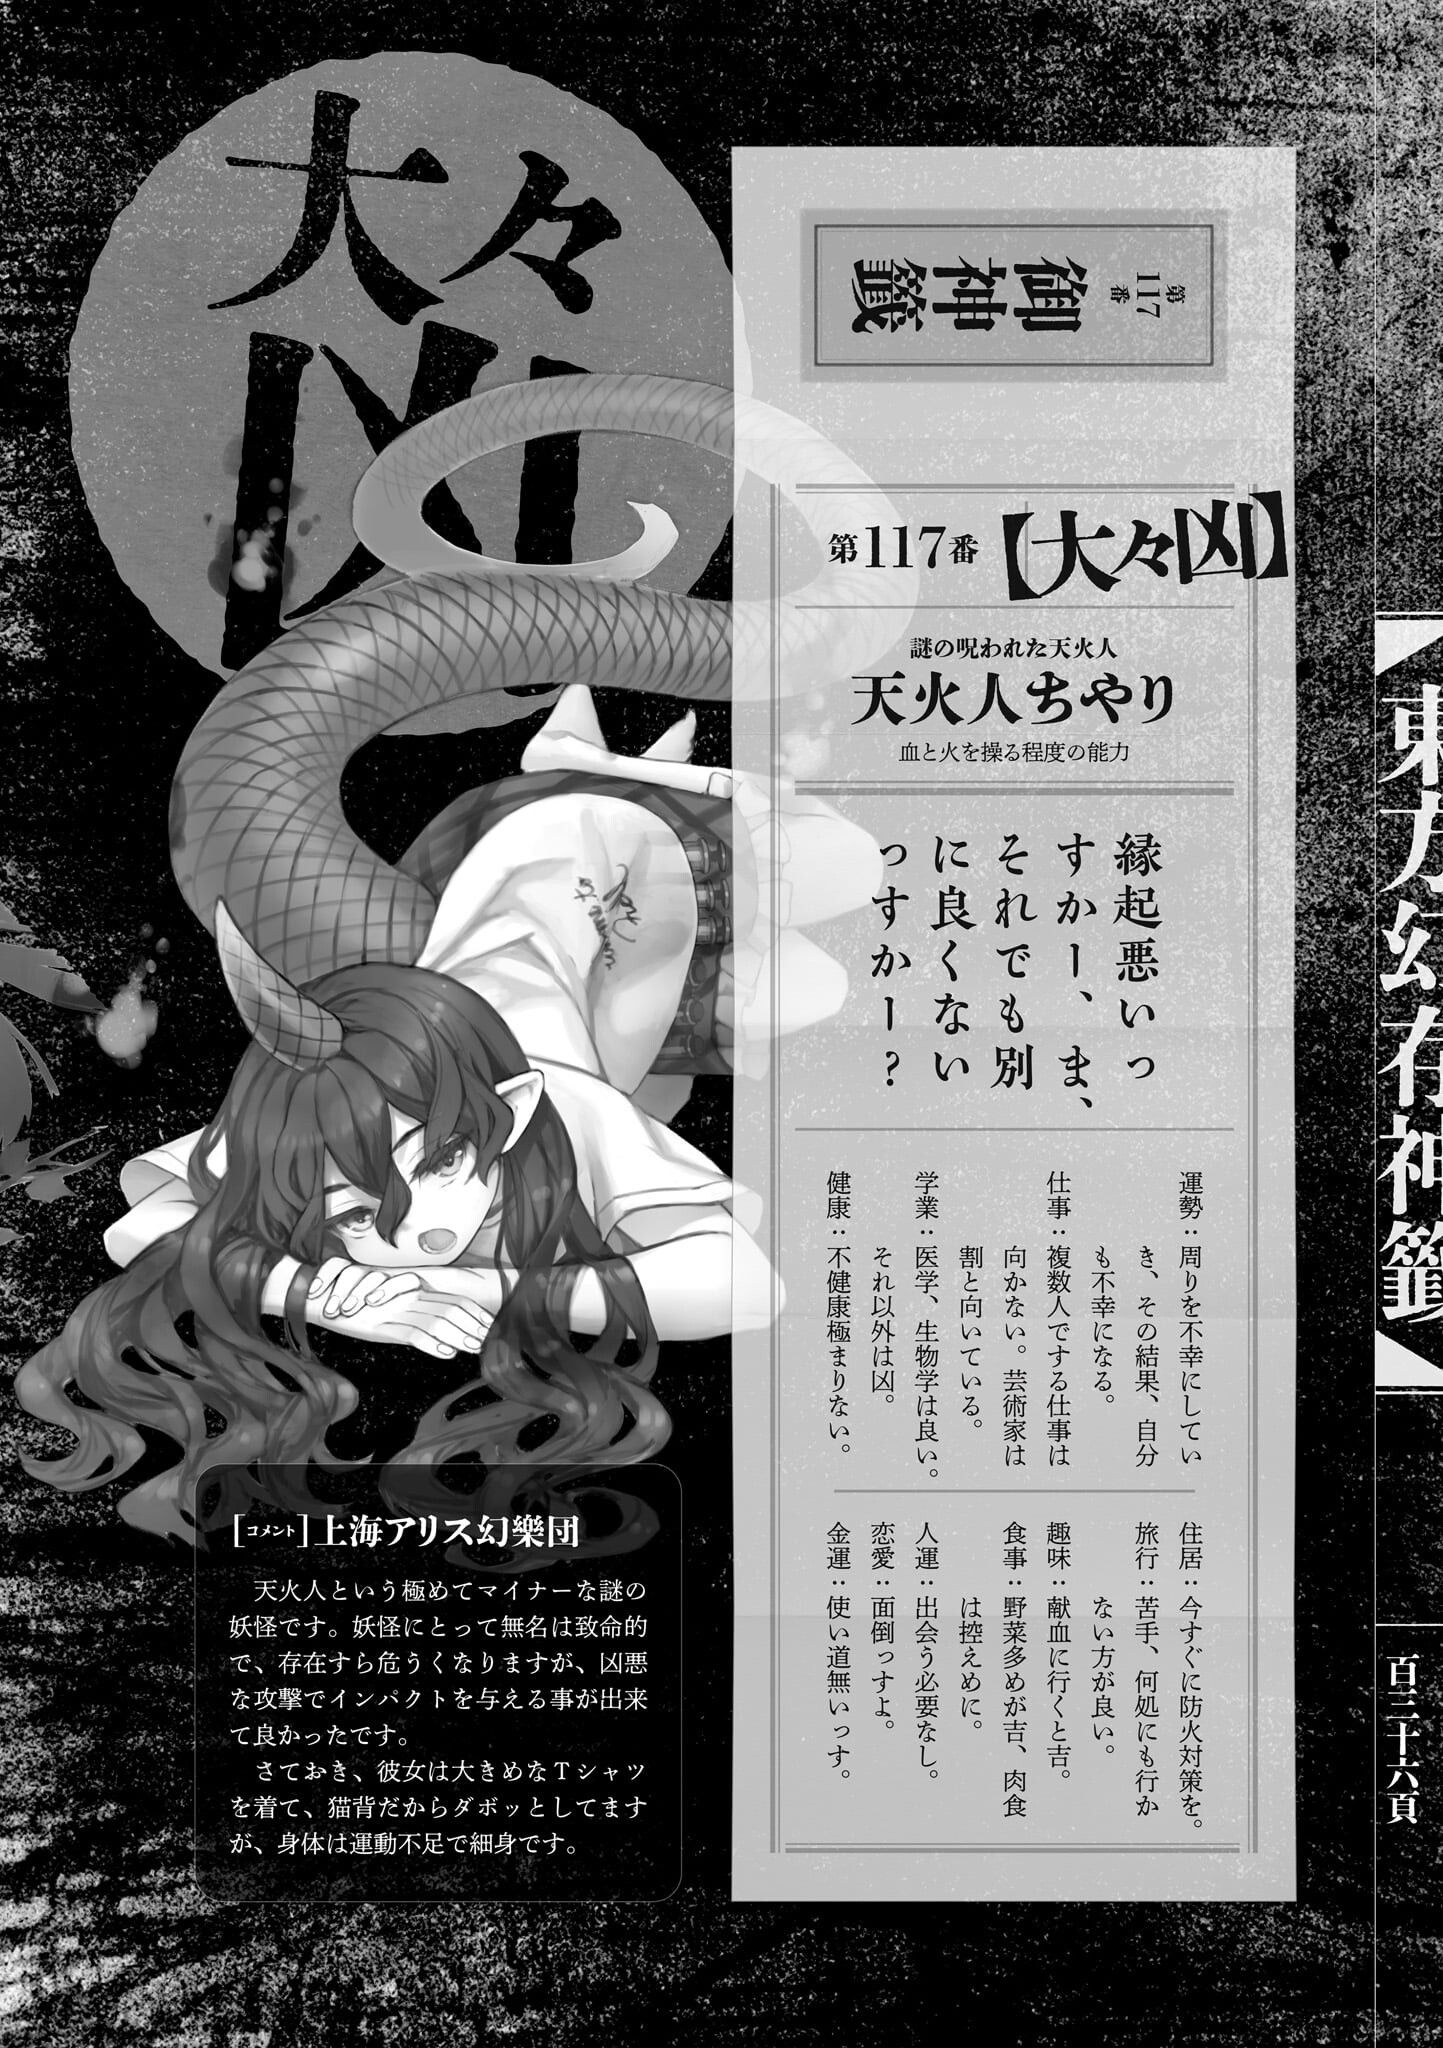 大々
凶
御神籤
第117番
第117番【大々凶】
謎の呪われた天火人
天火人ちやり
血と火を操る程度の能力
縁起悪いっ
すかー、ま、
それでも別
に良くない
っすかー？
運勢：周りを不幸にしてい
き、その結果、自分
も不幸になる。
仕事：複数人でする仕事は
向かない。芸術家は
割と向いている。
学業：医学、生物学は良い。
それ以外は凶。
健康：不健康極まりない。
住居：今すぐに防火対策を。
旅行：苦手、何処にも行か
ない方が良い。
趣味：献血に行くと吉。
食事：野菜多めが吉、肉食
は控えめに。
人運：出会う必要なし。
恋愛：面倒っすよ。
金運：使い道無いっす。
［コメント］上海アリス幻樂団
天火人という極めてマイナーな謎の
妖怪です。妖怪にとって無名は致命的
で、存在すら危うくなりますが、凶悪
な攻撃でインパクトを与える事が出来
て良かったです。
さておき、彼女は大きめなＴシャツ
を着て、猫背だからダボッとしてます
が、身体は運動不足で細身です。
【東方幻存神籤】
百三十六頁